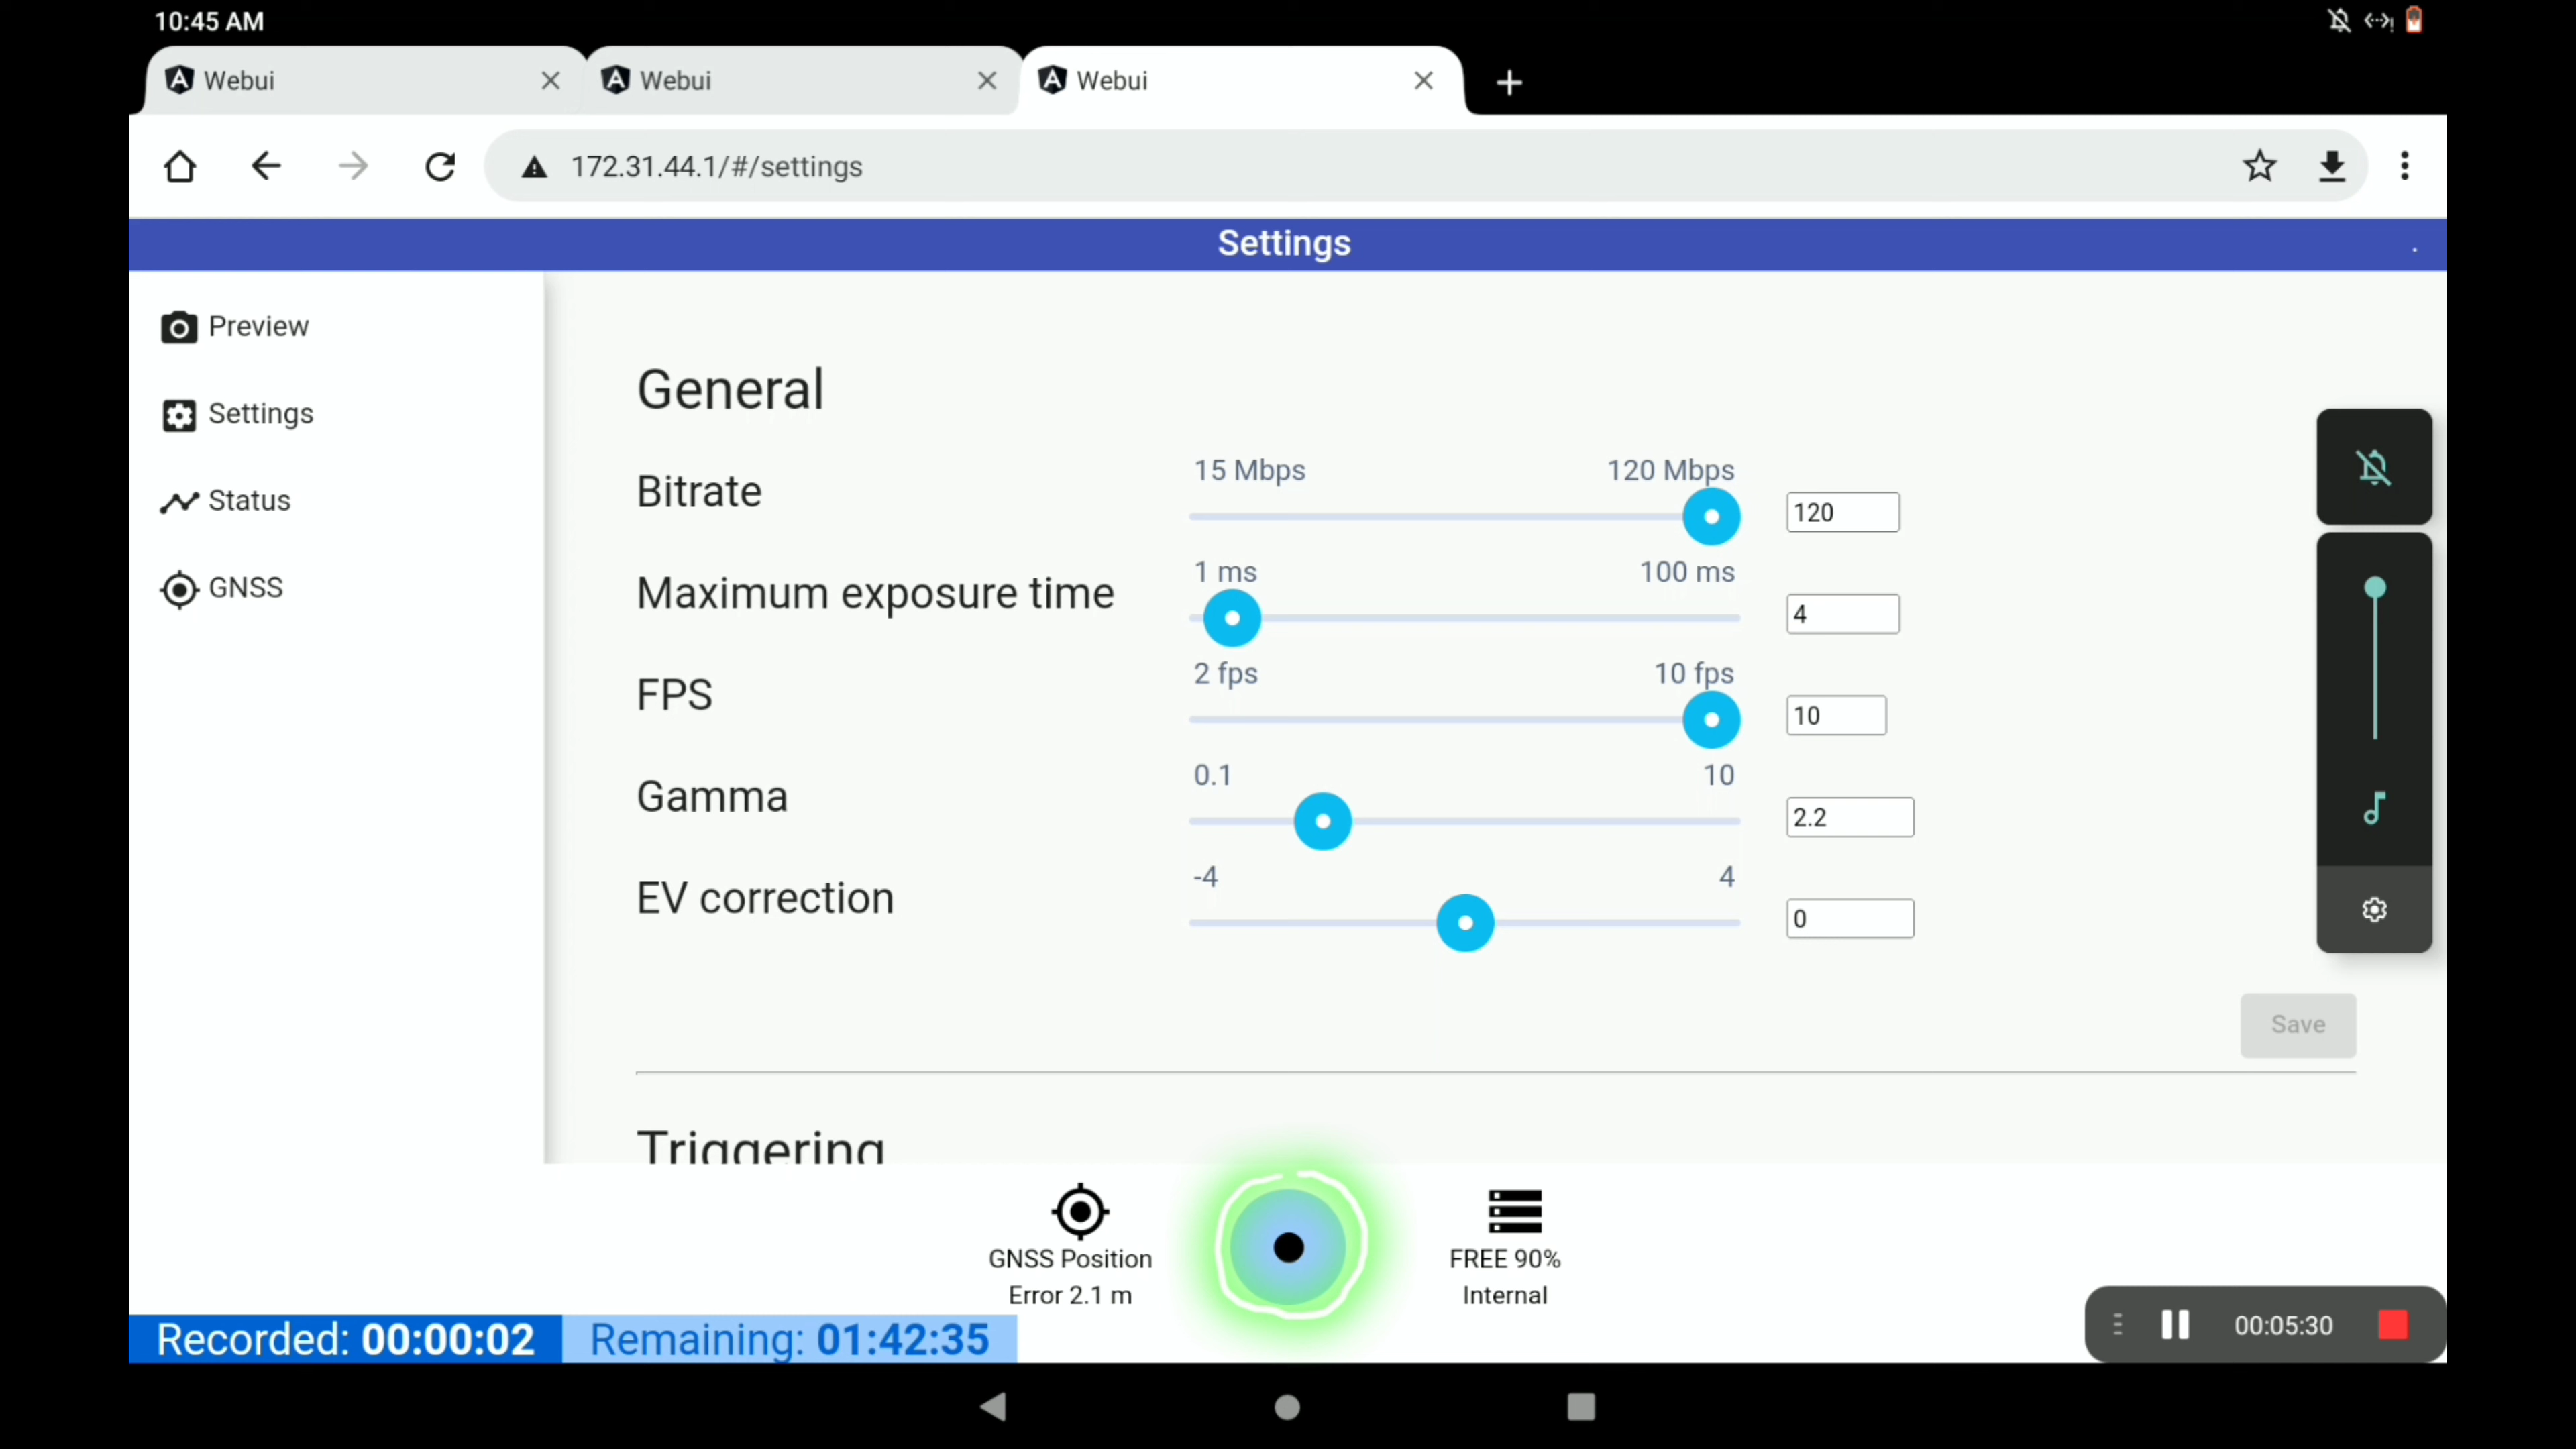 10:45 AM
Webui
Webui
Webui
172.31.44.1/#/settings
Settings
Preview
Settings
Status
GNSS
General
Bitrate
15 Mbps
120 Mbps
120
Maximum exposure time
1 ms
100 ms
4
FPS
2 fps
10 fps
10
Gamma
0.1
10
2.2
EV correction
-4
4
0
Save
Triggering
GNSS Position
Error 2.1 m
FREE 90%
Internal
Recorded: 00:00:02
Remaining: 01:42:35
00:05:30